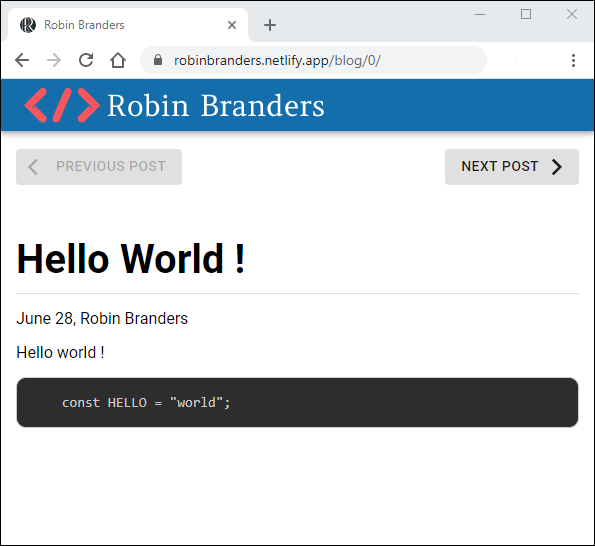 Robin Branders
robinbranders.netlify.app/blog/0/
</> Robin Branders
PREVIOUS POST
NEXT POST
Hello World !
June 28, Robin Branders
Hello world !
const HELLO = "world";